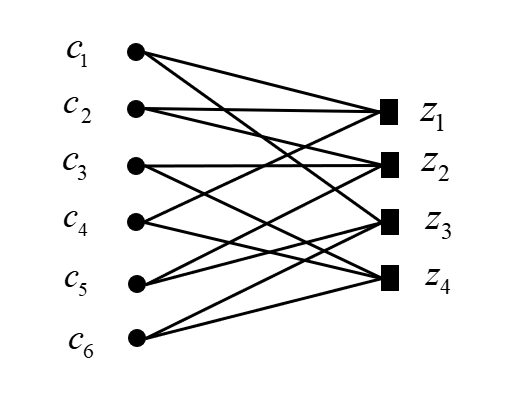 c₁
c₂
c₃
c₄
c₅
c₆
z₁
z₂
z₃
z₄